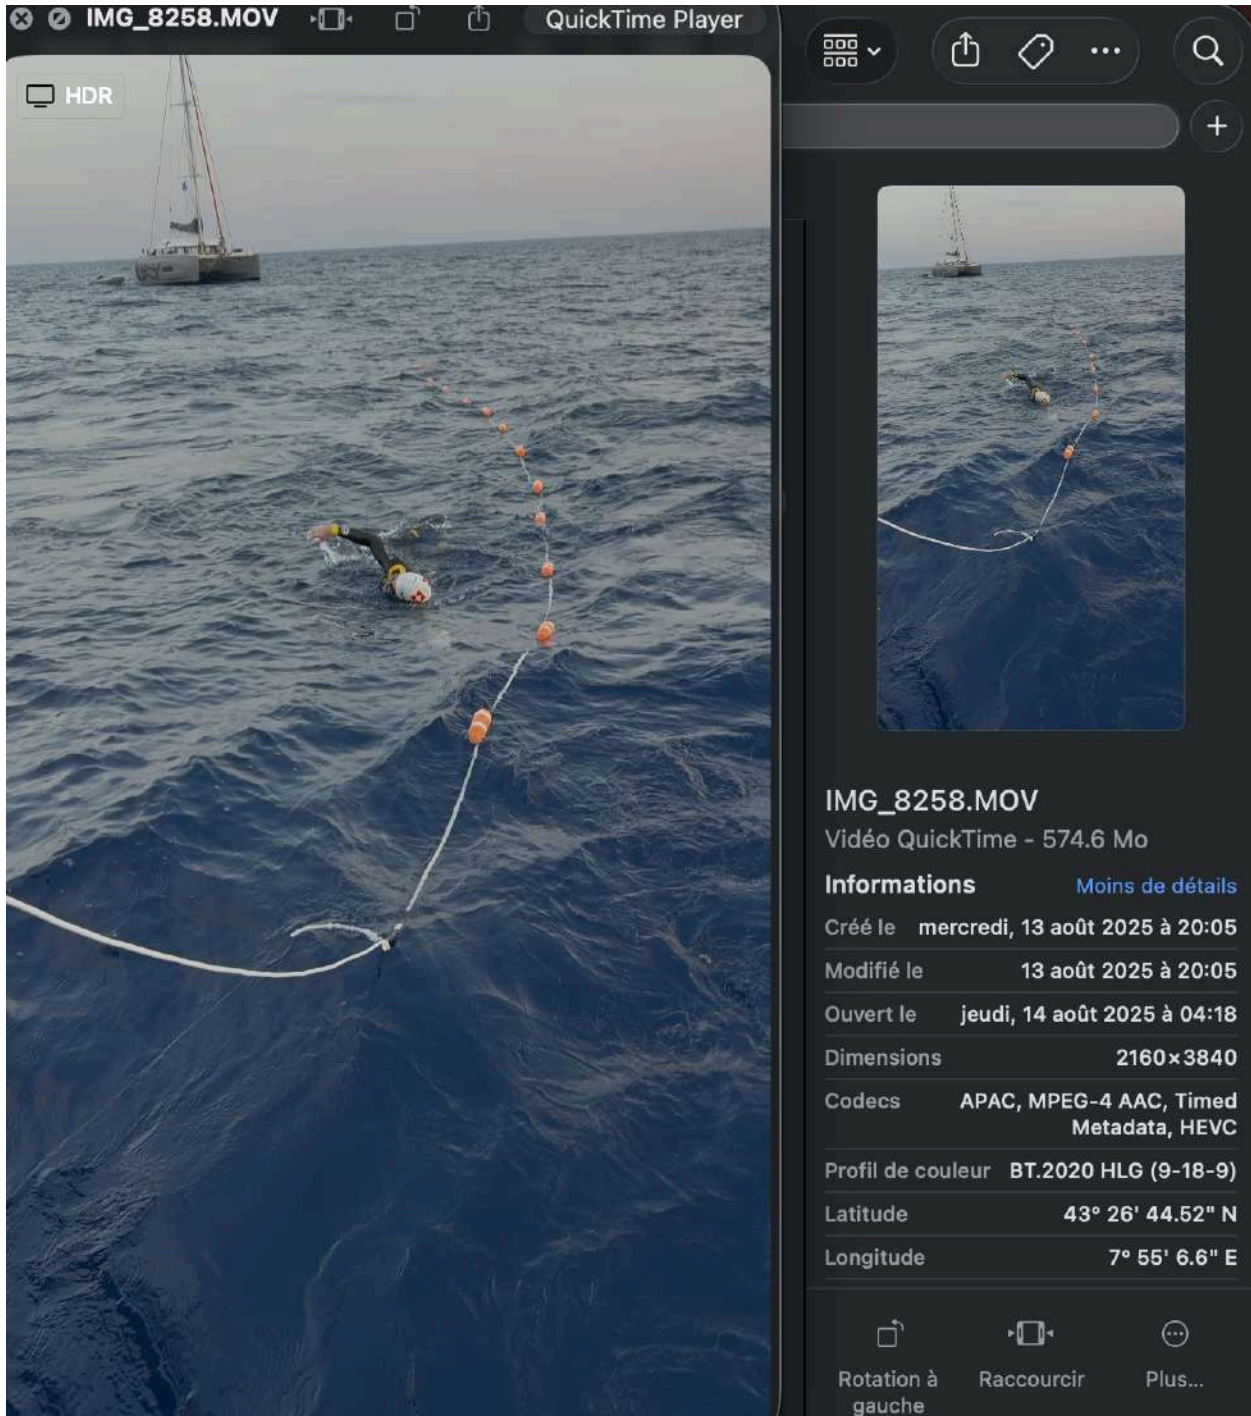 IMG_8258.MOV
QuickTime Player
HDR
IMG_8258.MOV
Vidéo QuickTime - 574.6 Mo
Informations Moins de détails
Créé le mercredi, 13 août 2025 à 20:05
Modifié le 13 août 2025 à 20:05
Ouvert le jeudi, 14 août 2025 à 04:18
Dimensions 2160×3840
Codecs APAC, MPEG-4 AAC, Timed
Metadata, HEVC
Profil de couleur BT.2020 HLG (9-18-9)
Latitude 43° 26' 44.52" N
Longitude 7° 55' 6.6" E
Rotation à
gauche
Raccourcir
Plus...